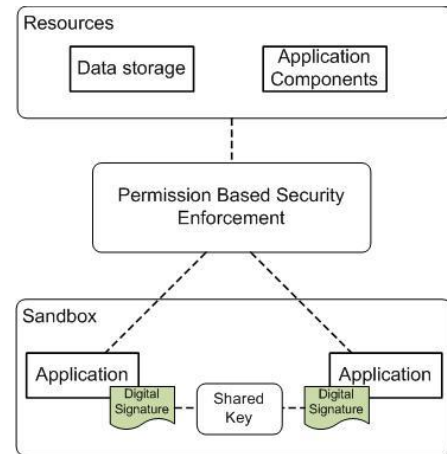 Resources
Data storage
Application
Components
Permission Based Security
Enforcement
Sandbox
Application
Digital
Signature
Shared
Key
Application
Digital
Signature